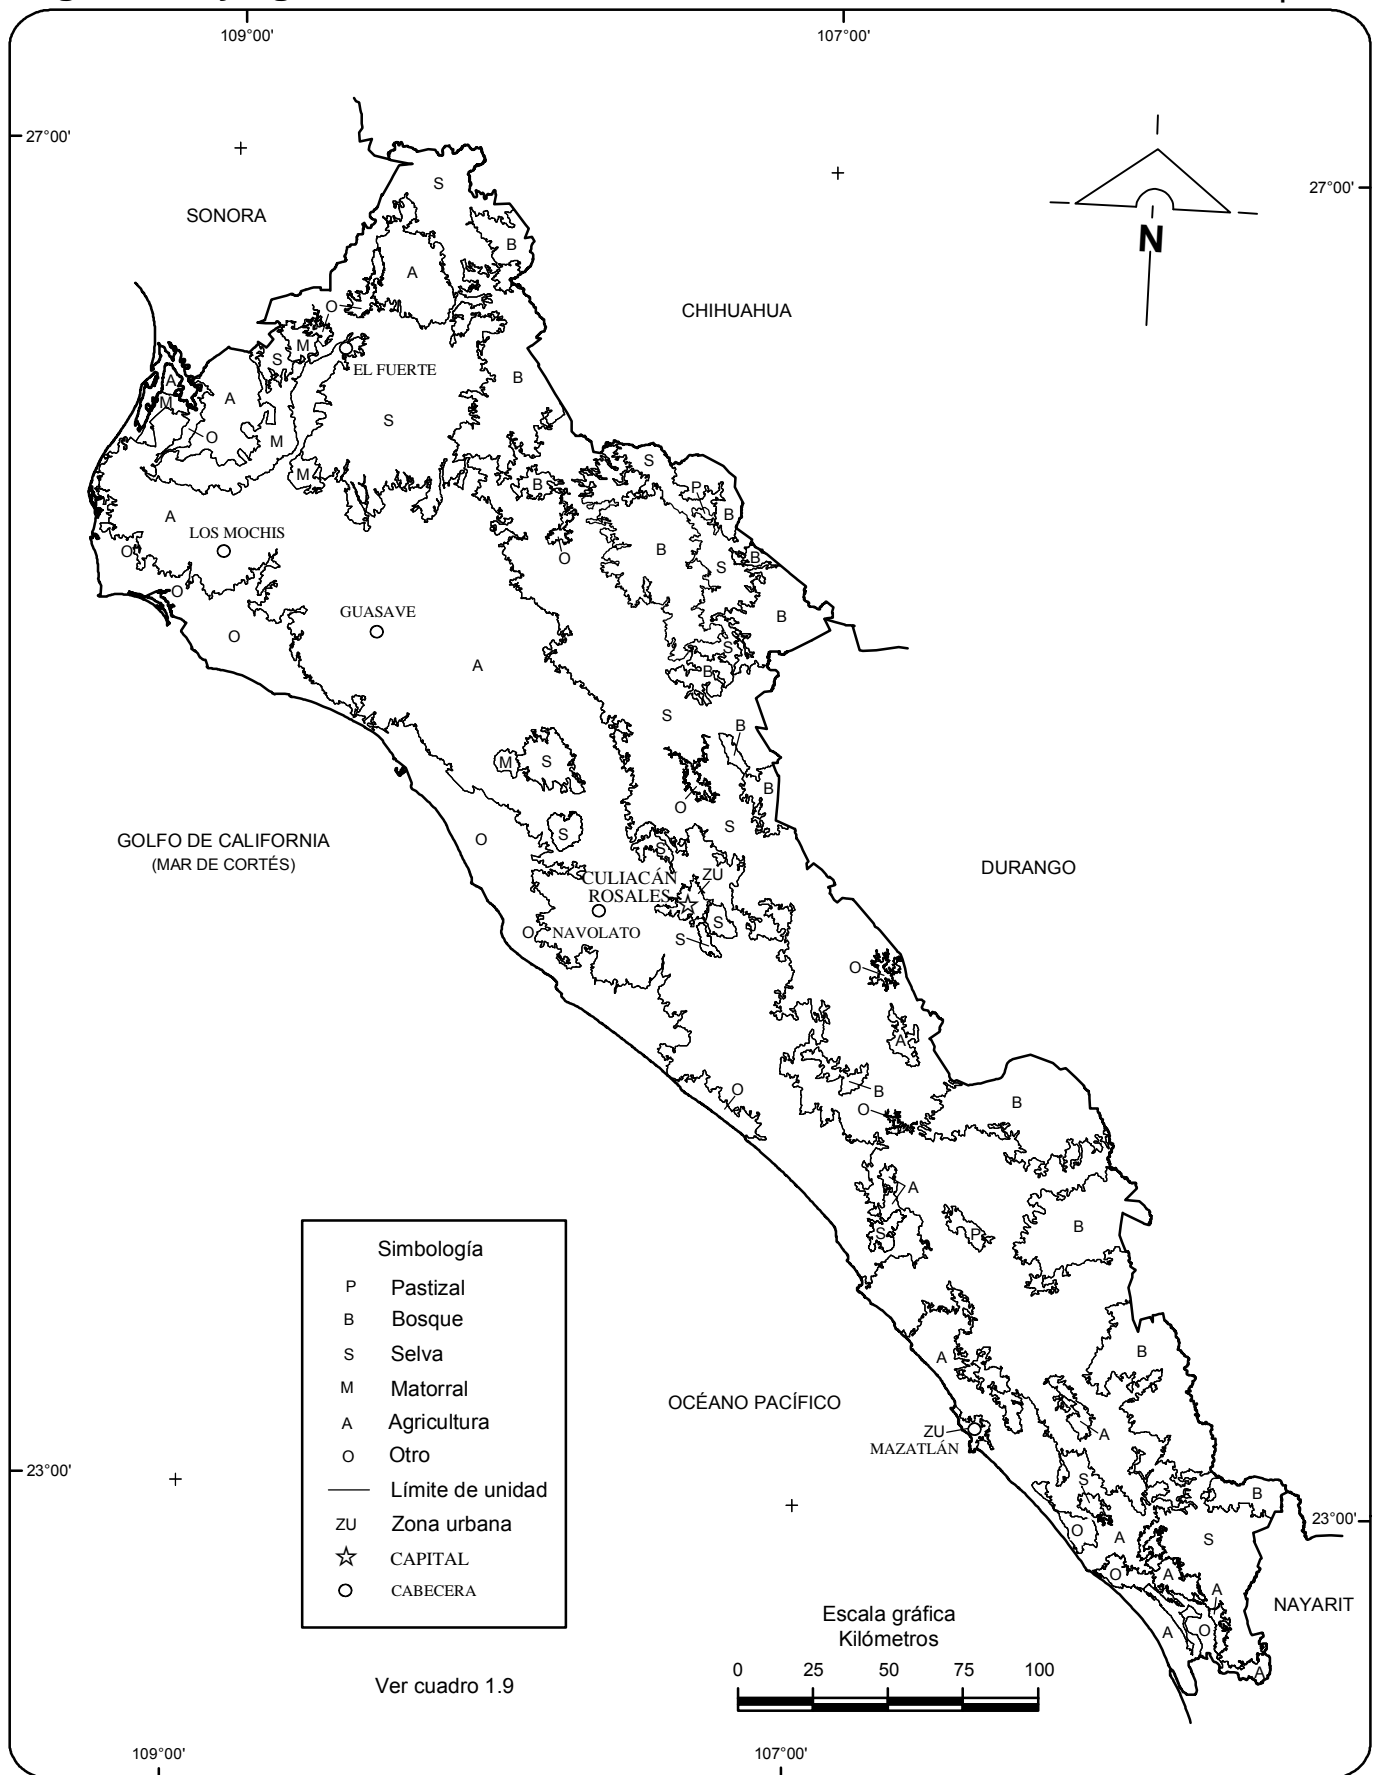 109°00'
107°00'
27°00'
27°00'
SONORA
S
B
A
N
CHIHUAHUA
O
M
S
EL FUERTE
B
A
A
M
S
O
M
M
S
B
P
B
A
LOS MOCHIS
O
O
B
S
B
O
GUASAVE
B
O
S
A
B
S
B
M
S
B
O
S
GOLFO DE CALIFORNIA
(MAR DE CORTÉS)
O
S
S
DURANGO
CULIACÁN
ROSALES
ZU
S
O
NAVOLATO
S
O
A
O
B
O
B
A
S
P
B
Simbología
P Pastizal
B Bosque
S Selva
M Matorral
A Agricultura
O Otro
Límite de unidad
ZU Zona urbana
CAPITAL
CABECERA
A
B
OCÉANO PACÍFICO
ZU
MAZATLÁN
A
23°00'
S
B
23°00'
O
A
S
O
A
A
NAYARIT
A
O
A
Escala gráfica
Kilómetros
0 25 50 75 100
Ver cuadro 1.9
109°00'
107°00'